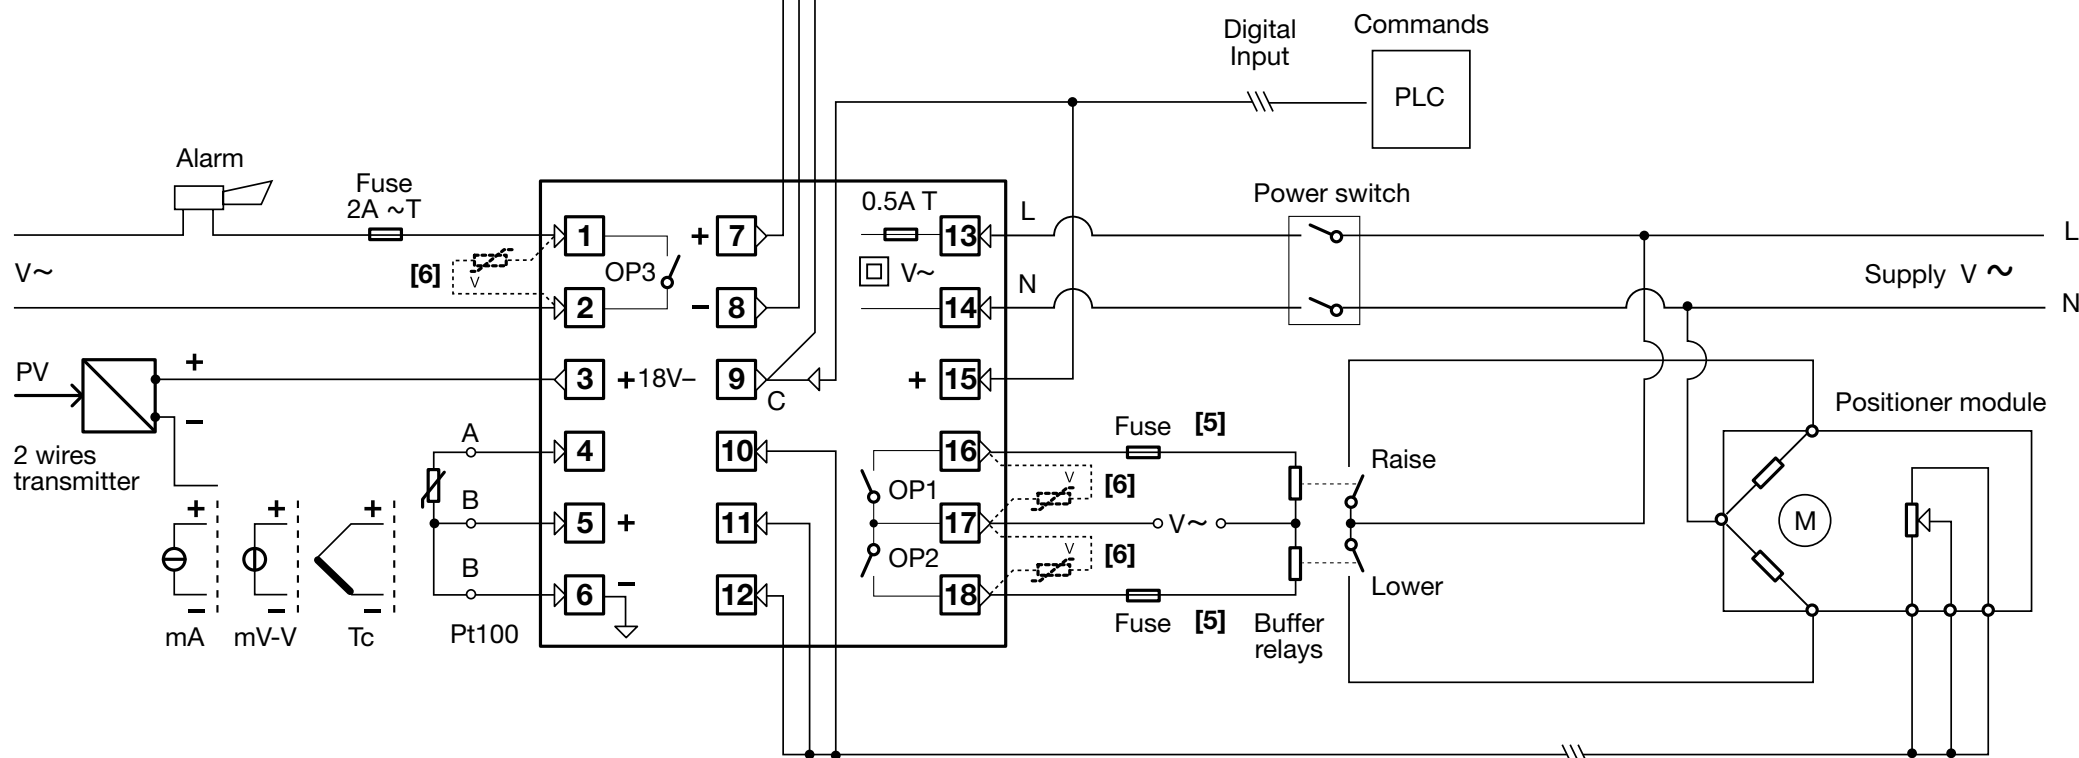 Digital
Input
Commands
PLC
Alarm
Fuse
2A ~T
0.5A T
L
Power switch
1
+ 7
13
L
V~
[6]
V
OP3
V~
Supply V ~
N
2
– 8
14
N
PV
+
3
+18V–
9
C
+ 15
–
2 wires
transmitter
A
4
10
16
Fuse [5]
Positioner module
Raise
OP1
V
[6]
B
5 +
11
17
V~
M
OP2
V
[6]
Lower
B
6 –
12
18
Fuse [5]
Buffer
relays
+ + +
– – –
mA
mV-V
Tc
Pt100